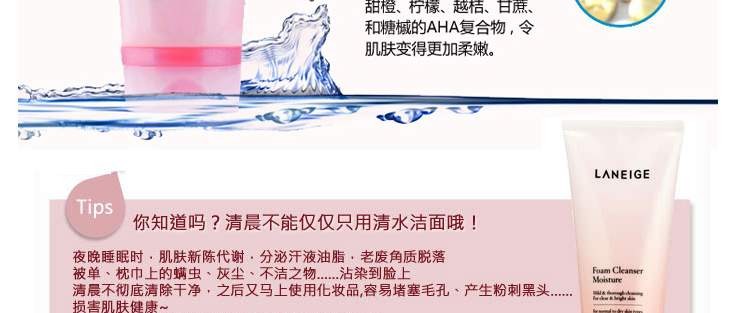 甜橙、柠檬、越桔、甘蔗、
和糖槭的AHA复合物，令
肌肤变得更加柔嫩。
LANEIGE
Tips
你知道吗？清晨不能仅仅只用清水洁面哦！
夜晚睡眠时，肌肤新陈代谢，分泌汗液油脂，老废角质脱落
被单、枕巾上的螨虫、灰尘、不洁之物......沾染到脸上
清晨不彻底清除干净，之后又马上使用化妆品,容易堵塞毛孔、产生粉刺黑头......
损害肌肤健康~
Foam Cleanser
Moisture
Mild & thorough cleansing
for clear & bright skin
for normal to dry skin types